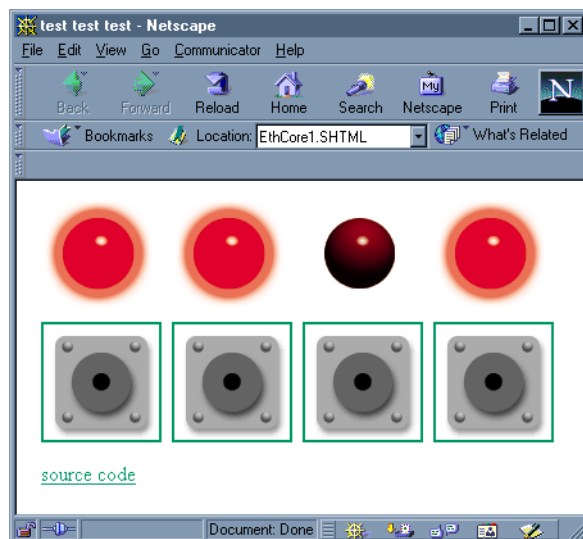 test test test - Netscape
File Edit View Go Communicator Help
Back Forward Reload Home Search Netscape Print N
My
Bookmarks Location: EthCore1.SHTML What's Related
source code
Document: Done